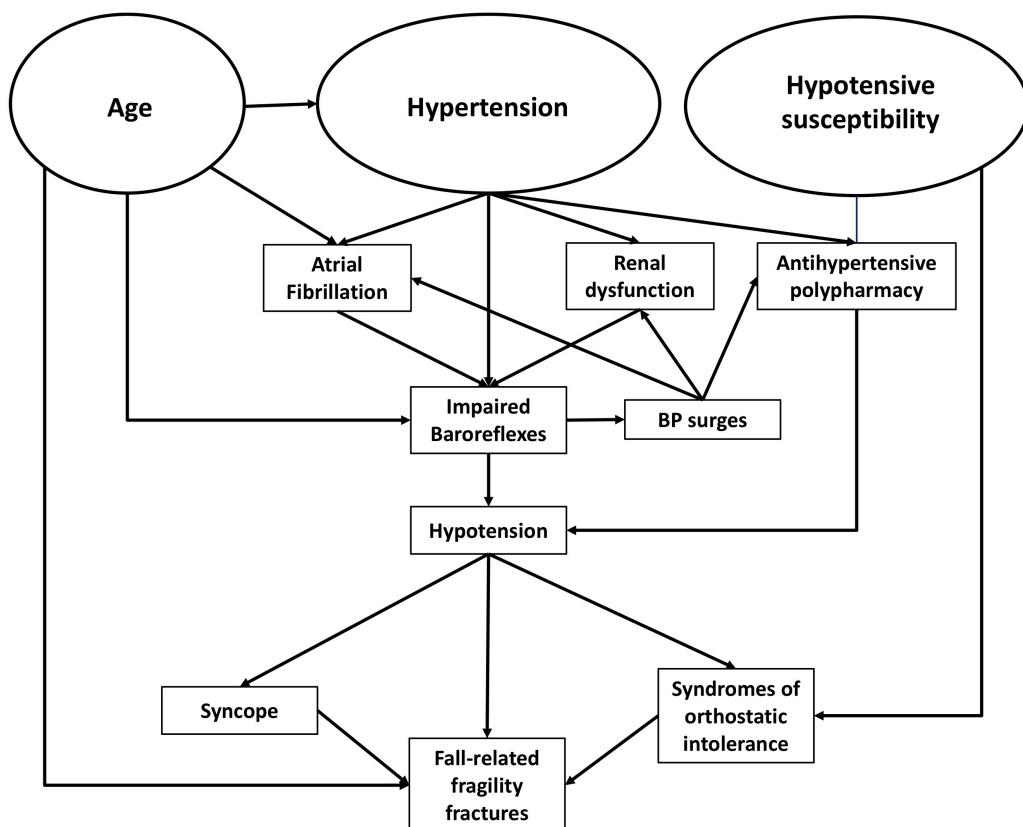 Age
Hypertension
Hypotensive
susceptibility
Atrial
Fibrillation
Renal
dysfunction
Antihypertensive
polypharmacy
Impaired
Baroreflexes
BP surges
Hypotension
Syncope
Syndromes of
orthostatic
intolerance
Fall-related
fragility
fractures